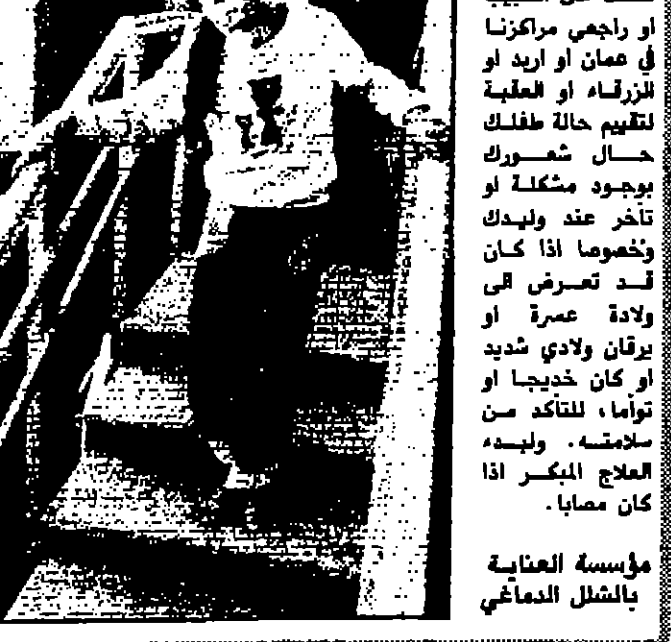 او راجعي مراكزنا
في عمان او اربد او
الزرقاء او العقبة
لتقييم حالة طفلك
حال شعورك
بوجود مشكلة او
تأخر عند وليدك
وخصوصا اذا كان
قد تعرض الى
ولادة عسرة او
يرقان ولادي شديد
او كان خديجا او
توأما، للتأكد من
سلامته. ولبدء
العلاج المبكر اذا
كان مصابا.
مؤسسة العناية
بالشلل الدماغي